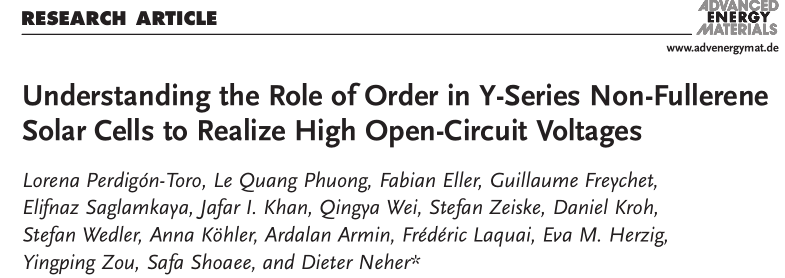 RESEARCH ARTICLE
ADVANCED
ENERGY
MATERIALS
www.advenergymat.de
Understanding the Role of Order in Y-Series Non-Fullerene
Solar Cells to Realize High Open-Circuit Voltages
Lorena Perdigón-Toro, Le Quang Phuong, Fabian Eller, Guillaume Freychet,
Elifnaz Saglamkaya, Jafar I. Khan, Qingya Wei, Stefan Zeiske, Daniel Kroh,
Stefan Wedler, Anna Köhler, Ardalan Armin, Frédéric Laquai, Eva M. Herzig,
Yingping Zou, Safa Shoaee, and Dieter Neher*